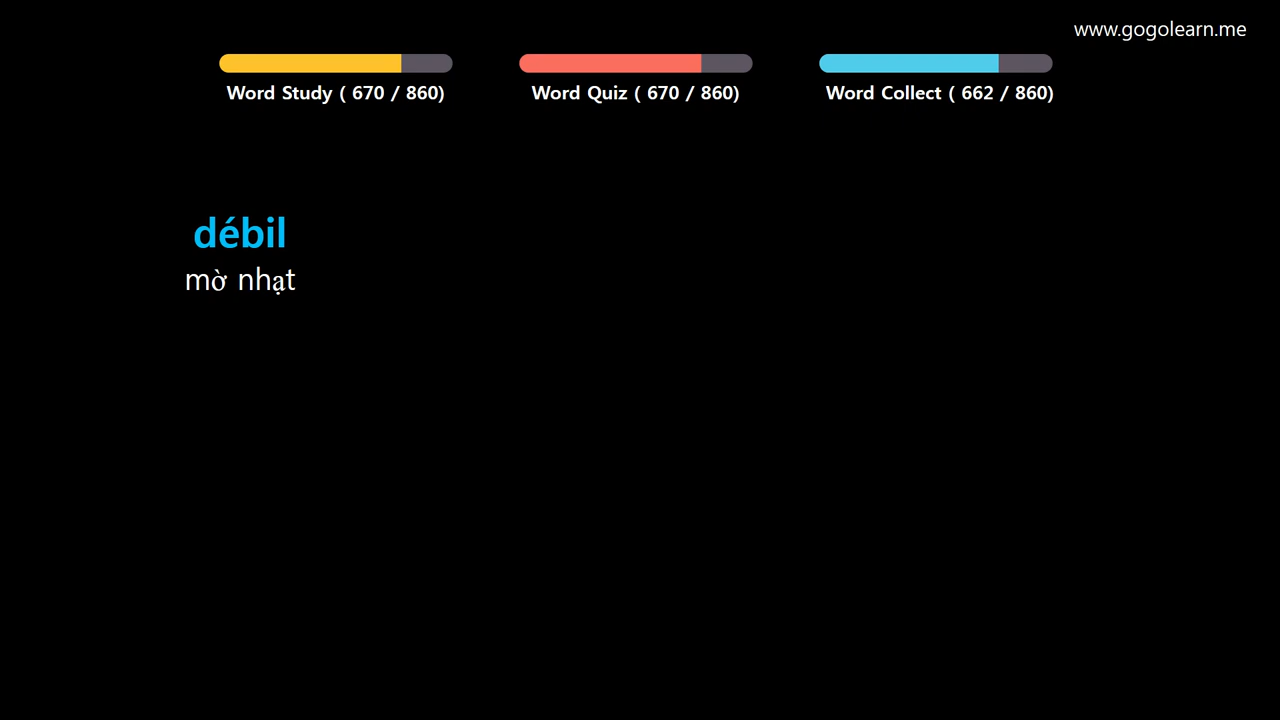 www.gogolearn.me
Word Study ( 670 / 860)
Word Quiz ( 670 / 860)
Word Collect ( 662 / 860)
débil
mờ nhạt